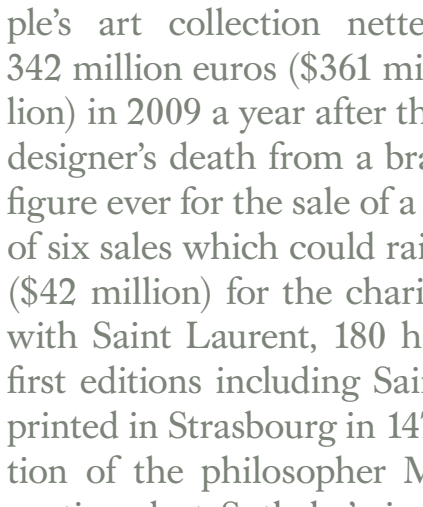 ple's art collection nette
342 million euros ($361 mi
lion) in 2009 a year after th
designer's death from a bra
figure ever for the sale of a
of six sales which could rai
($42 million) for the chari
with Saint Laurent, 180 h
first editions including Sai
printed in Strasbourg in 147
tion of the philosopher M